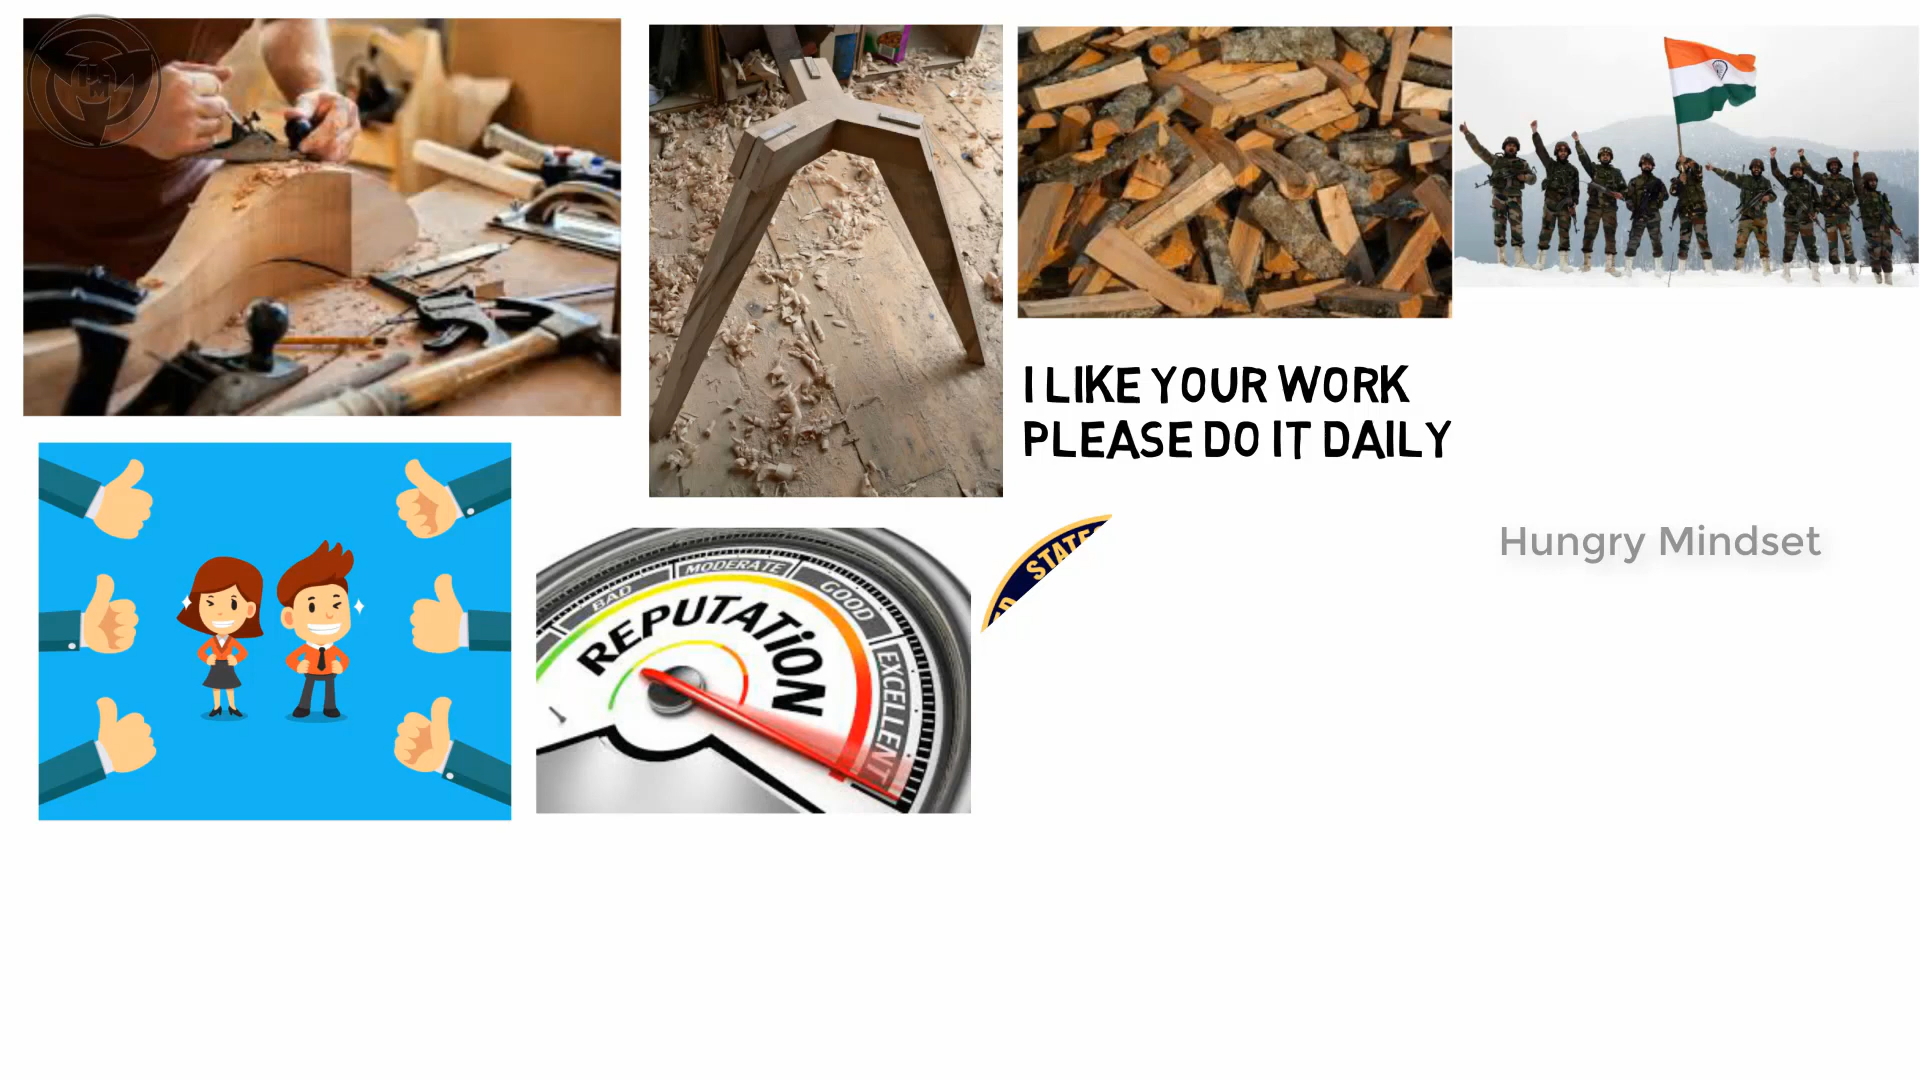 I LIKE YOUR WORK
PLEASE DO IT DAILY
Hungry Mindset
BAD
MODERATE
GOOD
EXCELLENT
REPUTATiON
STATE